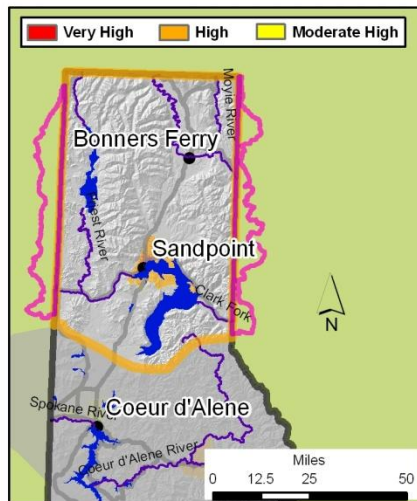 Very High High Moderate High
Moyie River
Bonners Ferry
Priest River
Sandpoint
Clark Fork
N
Coeur d'Alene
Spokane River
Coeur d'Alene River
Miles
0 12.5 25 50